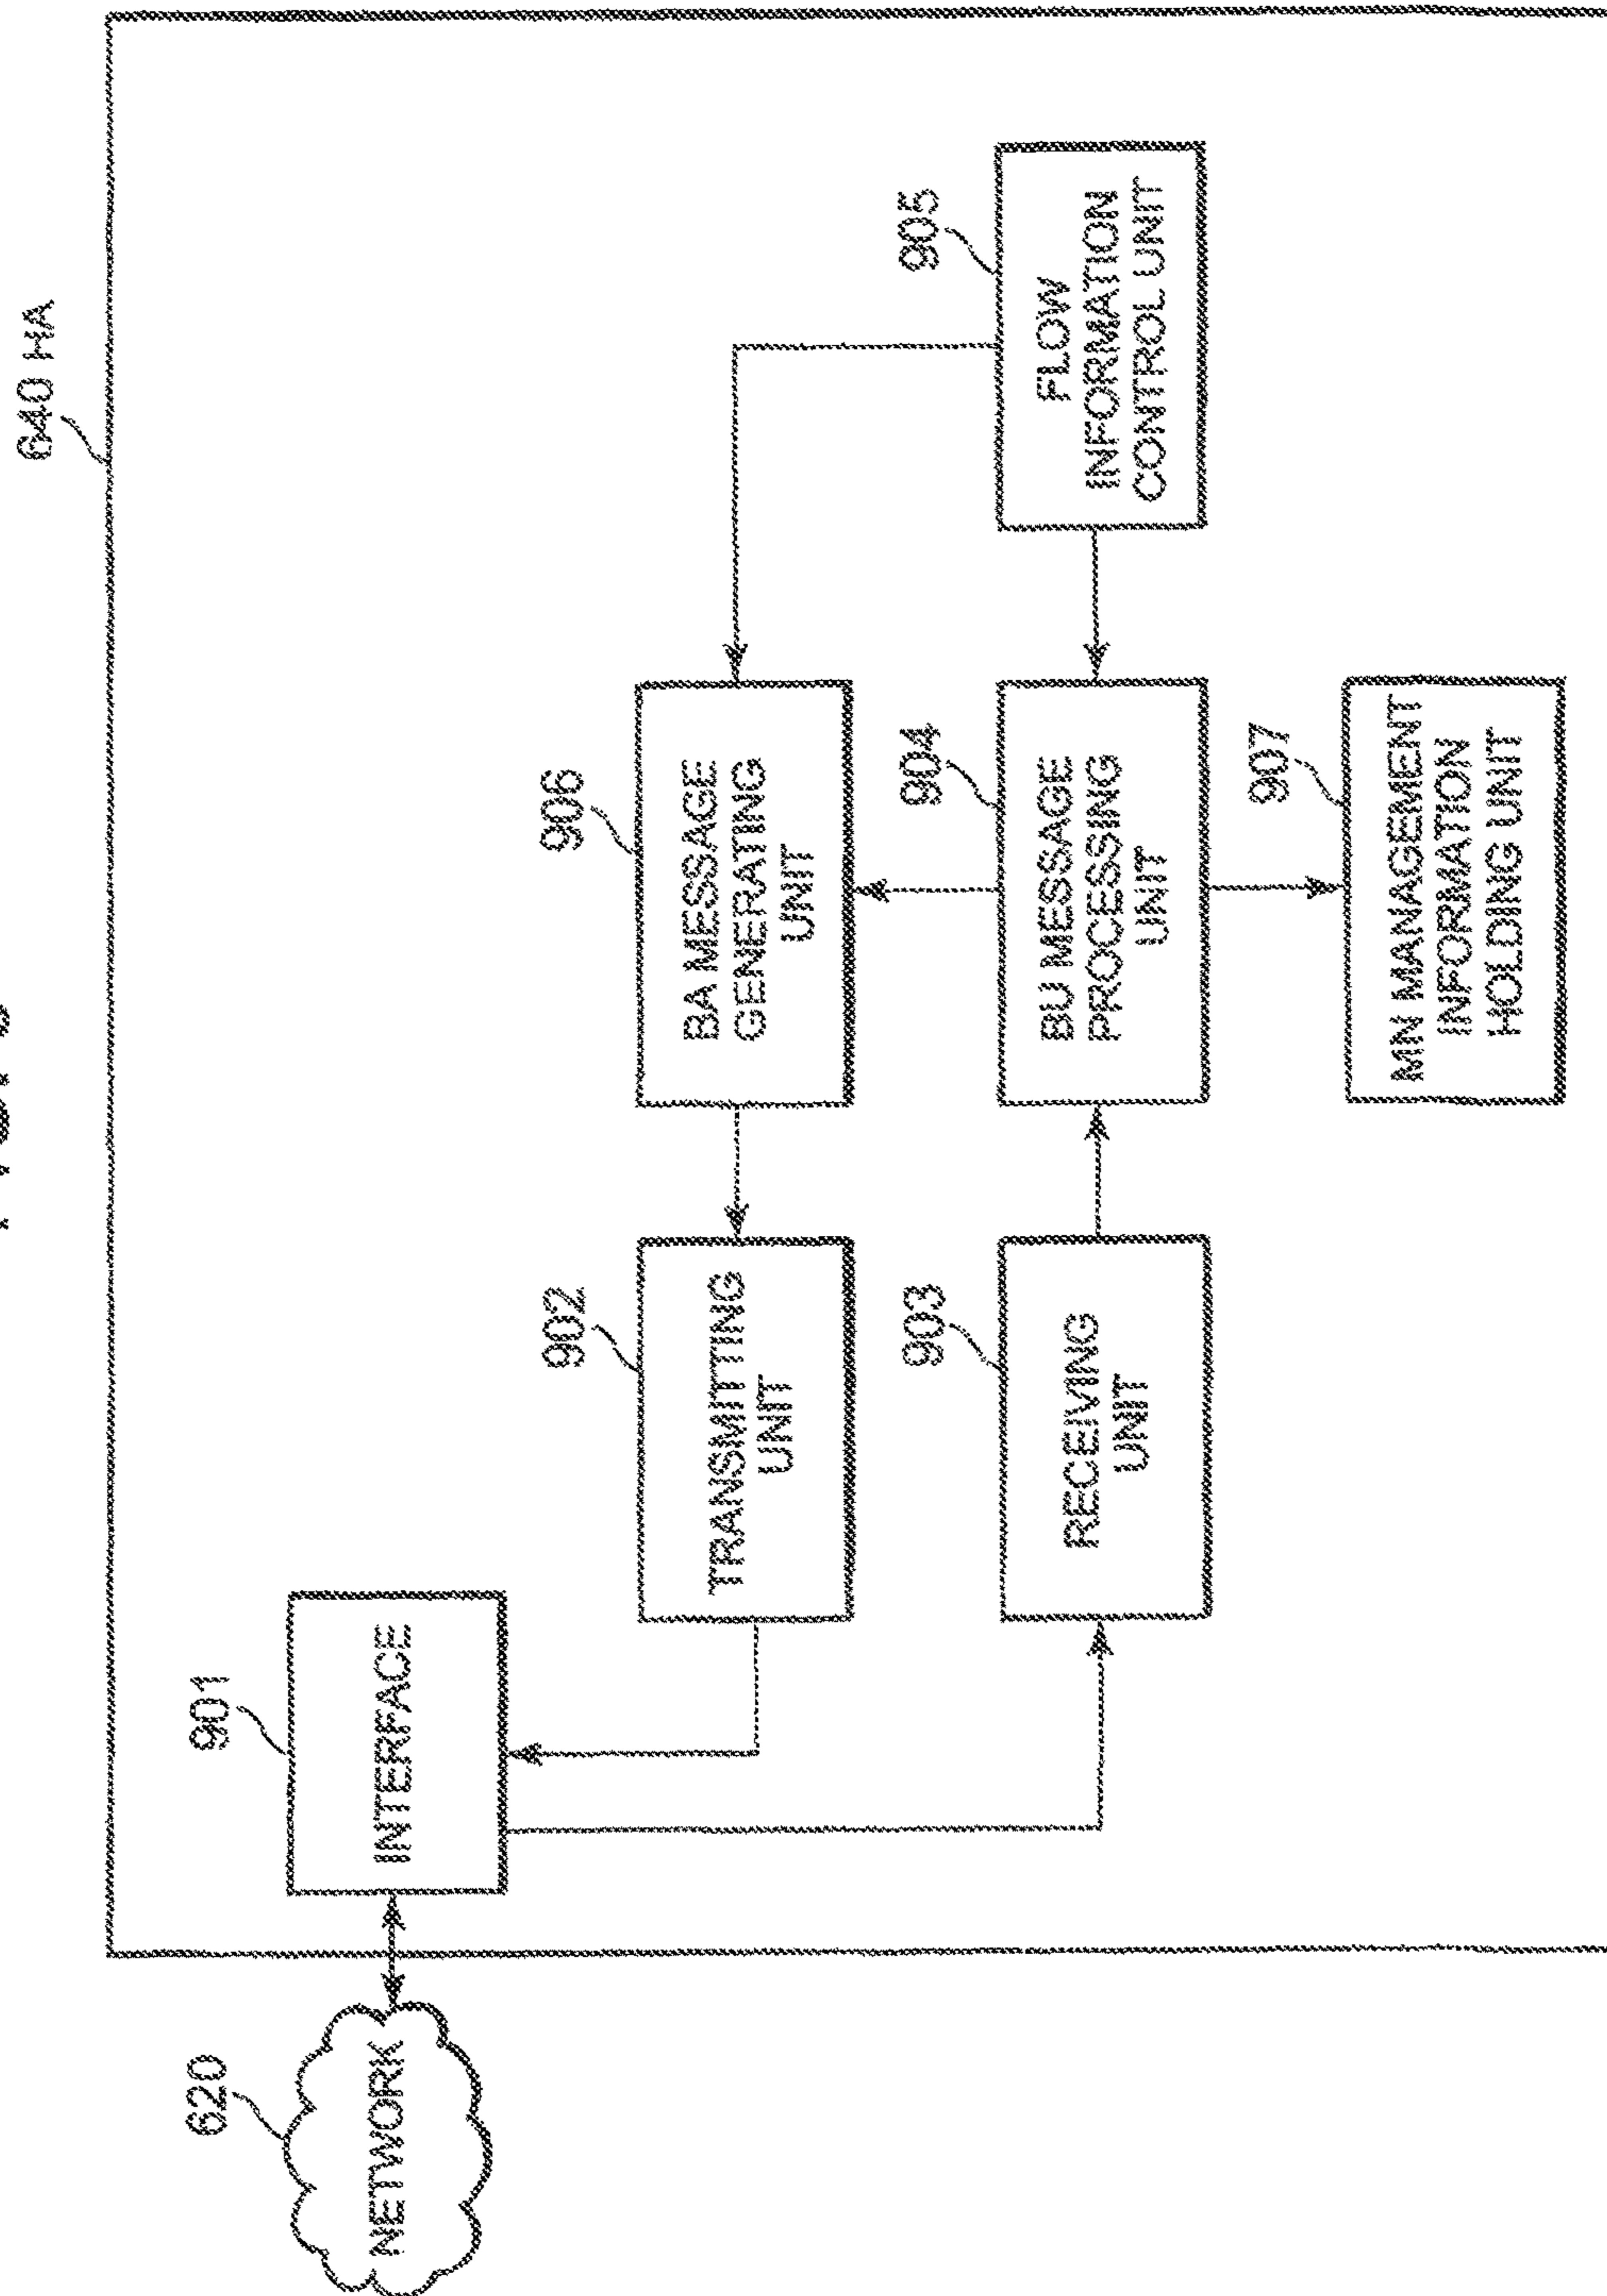 640 HA
620
NETWORK
901
INTERFACE
902
TRANSMITTING
UNIT
906
BA MESSAGE
GENERATING
UNIT
903
RECEIVING
UNIT
904
BU MESSAGE
PROCESSING
UNIT
905
FLOW
INFORMATION
CONTROL UNIT
907
MN MANAGEMENT
INFORMATION
HOLDING UNIT